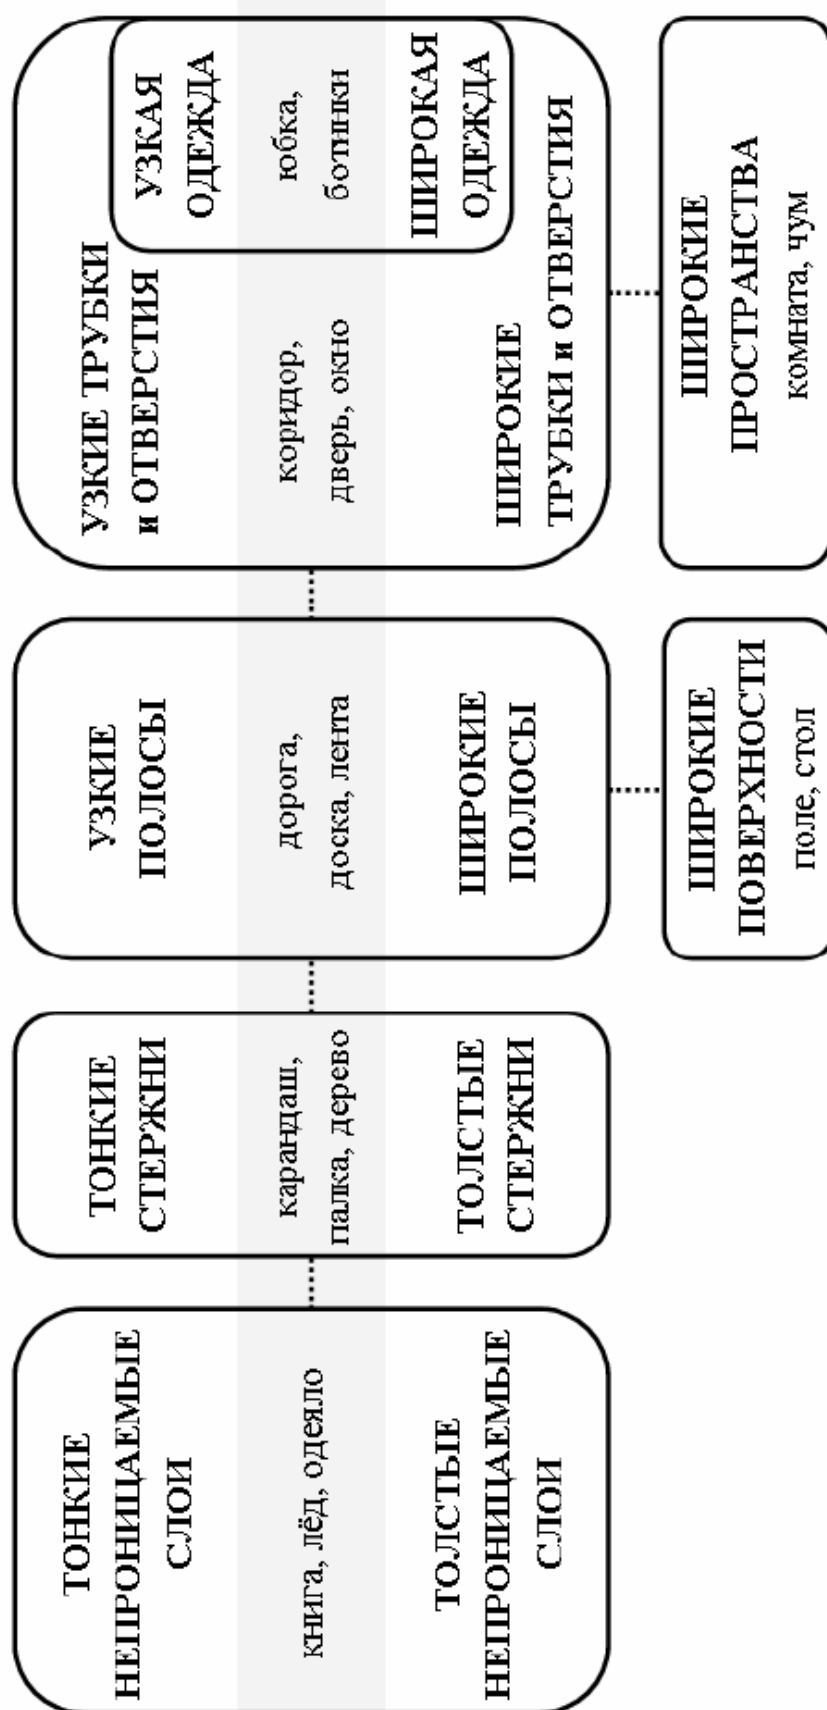 ТОНКИЕ
НЕПРОНИЦАЕМЫЕ
СЛОИ
книга, лёд, одеяло
ТОЛСТЫЕ
НЕПРОНИЦАЕМЫЕ
СЛОИ
ТОНКИЕ
СТЕРЖНИ
карандаш,
палка, дерево
ТОЛСТЫЕ
СТЕРЖНИ
УЗКИЕ
ПОЛОСЫ
дорога,
доска, лента
ШИРОКИЕ
ПОЛОСЫ
ШИРОКИЕ
ПОВЕРХНОСТИ
поле, стол
УЗКИЕ ТРУБКИ
и ОТВЕРСТИЯ
коридор,
дверь, окно
ШИРОКИЕ
ТРУБКИ и ОТВЕРСТИЯ
УЗКАЯ
ОДЕЖДА
юбка,
ботинки
ШИРОКАЯ
ОДЕЖДА
ШИРОКИЕ
ПРОСТРАНСТВА
комната, чум